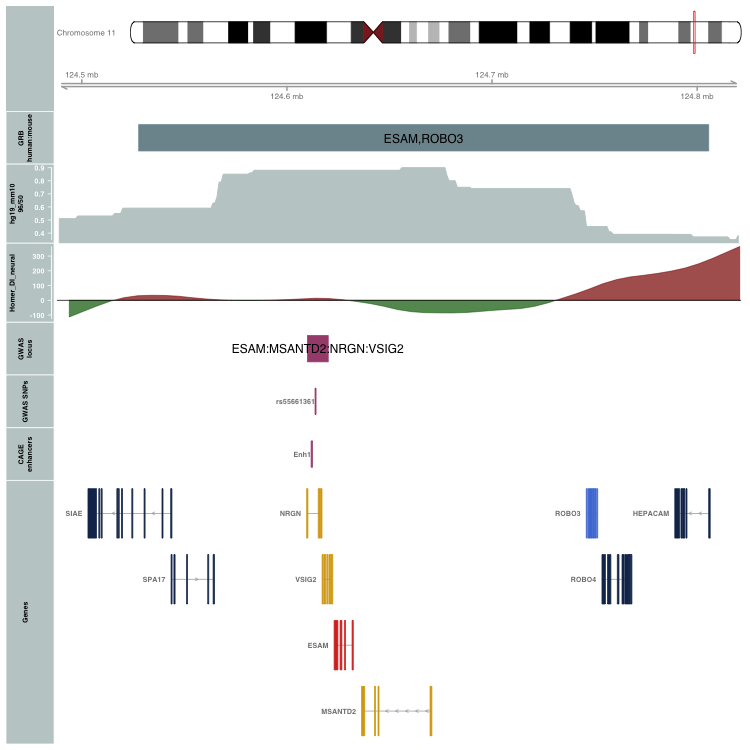 Chromosome 11
124.5 mb
124.7 mb
124.6 mb
124.8 mb
GRB
human:mouse
ESAM,ROBO3
hg19_mm10
96/50
0.9
0.8
0.7
0.6
0.5
0.4
Homer_DI_neural
300
200
100
0
-100
GWAS
locus
ESAM:MSANTD2:NRGN:VSIG2
GWAS SNPs
rs55661361
CAGE
enhancers
Enh1
Genes
SIAE
NRGN
ROBO3
HEPACAM
SPA17
VSIG2
ROBO4
ESAM
MSANTD2